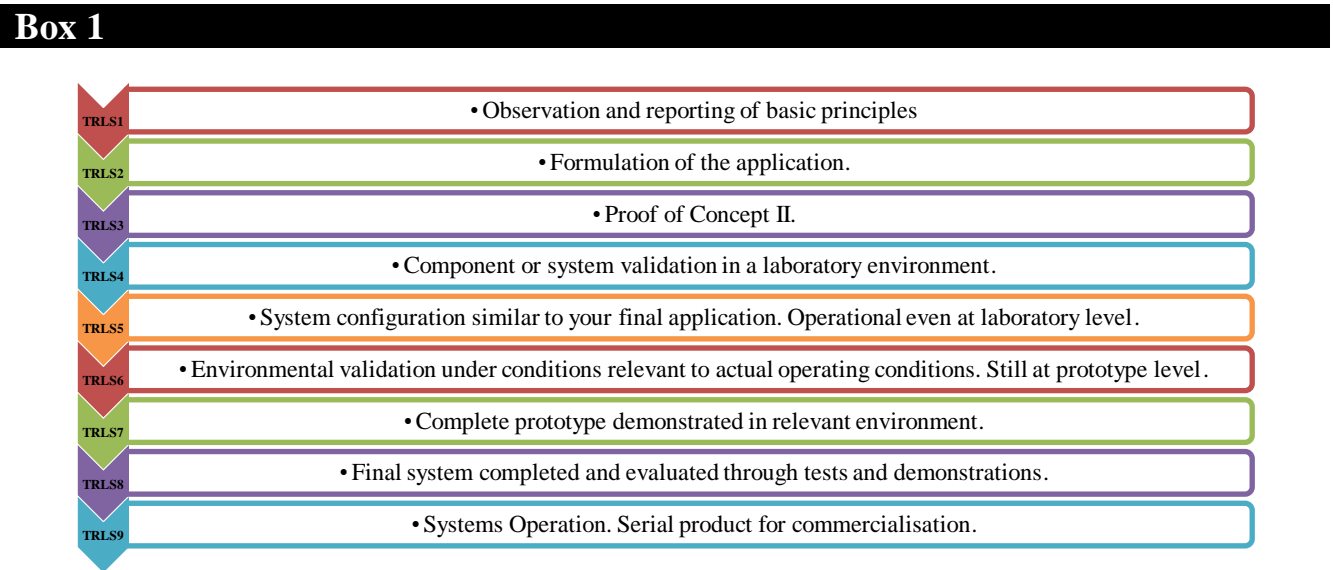 Box 1
TRLS1
• Observation and reporting of basic principles
TRLS2
• Formulation of the application.
TRLS3
• Proof of Concept II.
TRLS4
• Component or system validation in a laboratory environment.
TRLS5
• System configuration similar to your final application. Operational even at laboratory level.
TRLS6
• Environmental validation under conditions relevant to actual operating conditions. Still at prototype level.
TRLS7
• Complete prototype demonstrated in relevant environment.
TRLS8
• Final system completed and evaluated through tests and demonstrations.
TRLS9
• Systems Operation. Serial product for commercialisation.